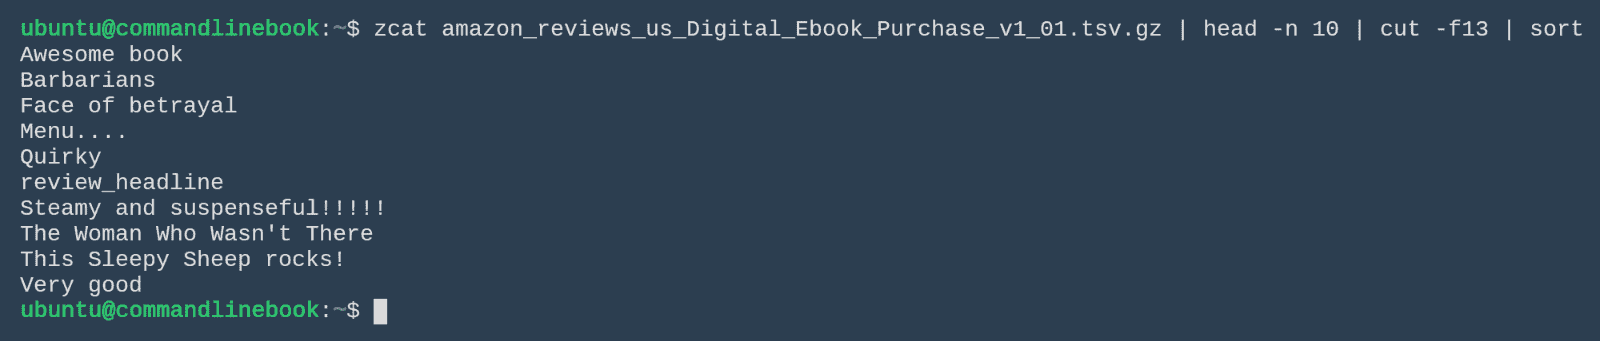 ubuntu@commandlinebook:~$ zcat amazon_reviews_us_Digital_Ebook_Purchase_v1_01.tsv.gz | head -n 10 | cut -f13 | sort
Awesome book
Barbarians
Face of betrayal
Menu....
Quirky
review_headline
Steamy and suspenseful!!!!!
The Woman Who Wasn't There
This Sleepy Sheep rocks!
Very good
ubuntu@commandlinebook:~$